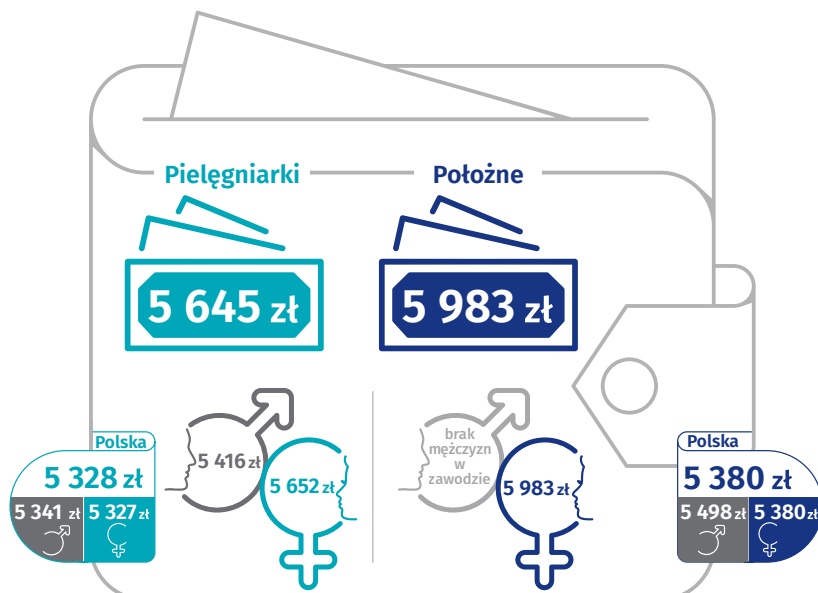 Pielęgniarki
Położne
5 645 zł
5 983 zł
5 416 zł
5 652 zł
brak
mężczyzn
w
zawodzie
5 983 zł
Polska
5 328 zł
5 341 zł
5 327 zł
Polska
5 380 zł
5 498 zł
5 380 zł